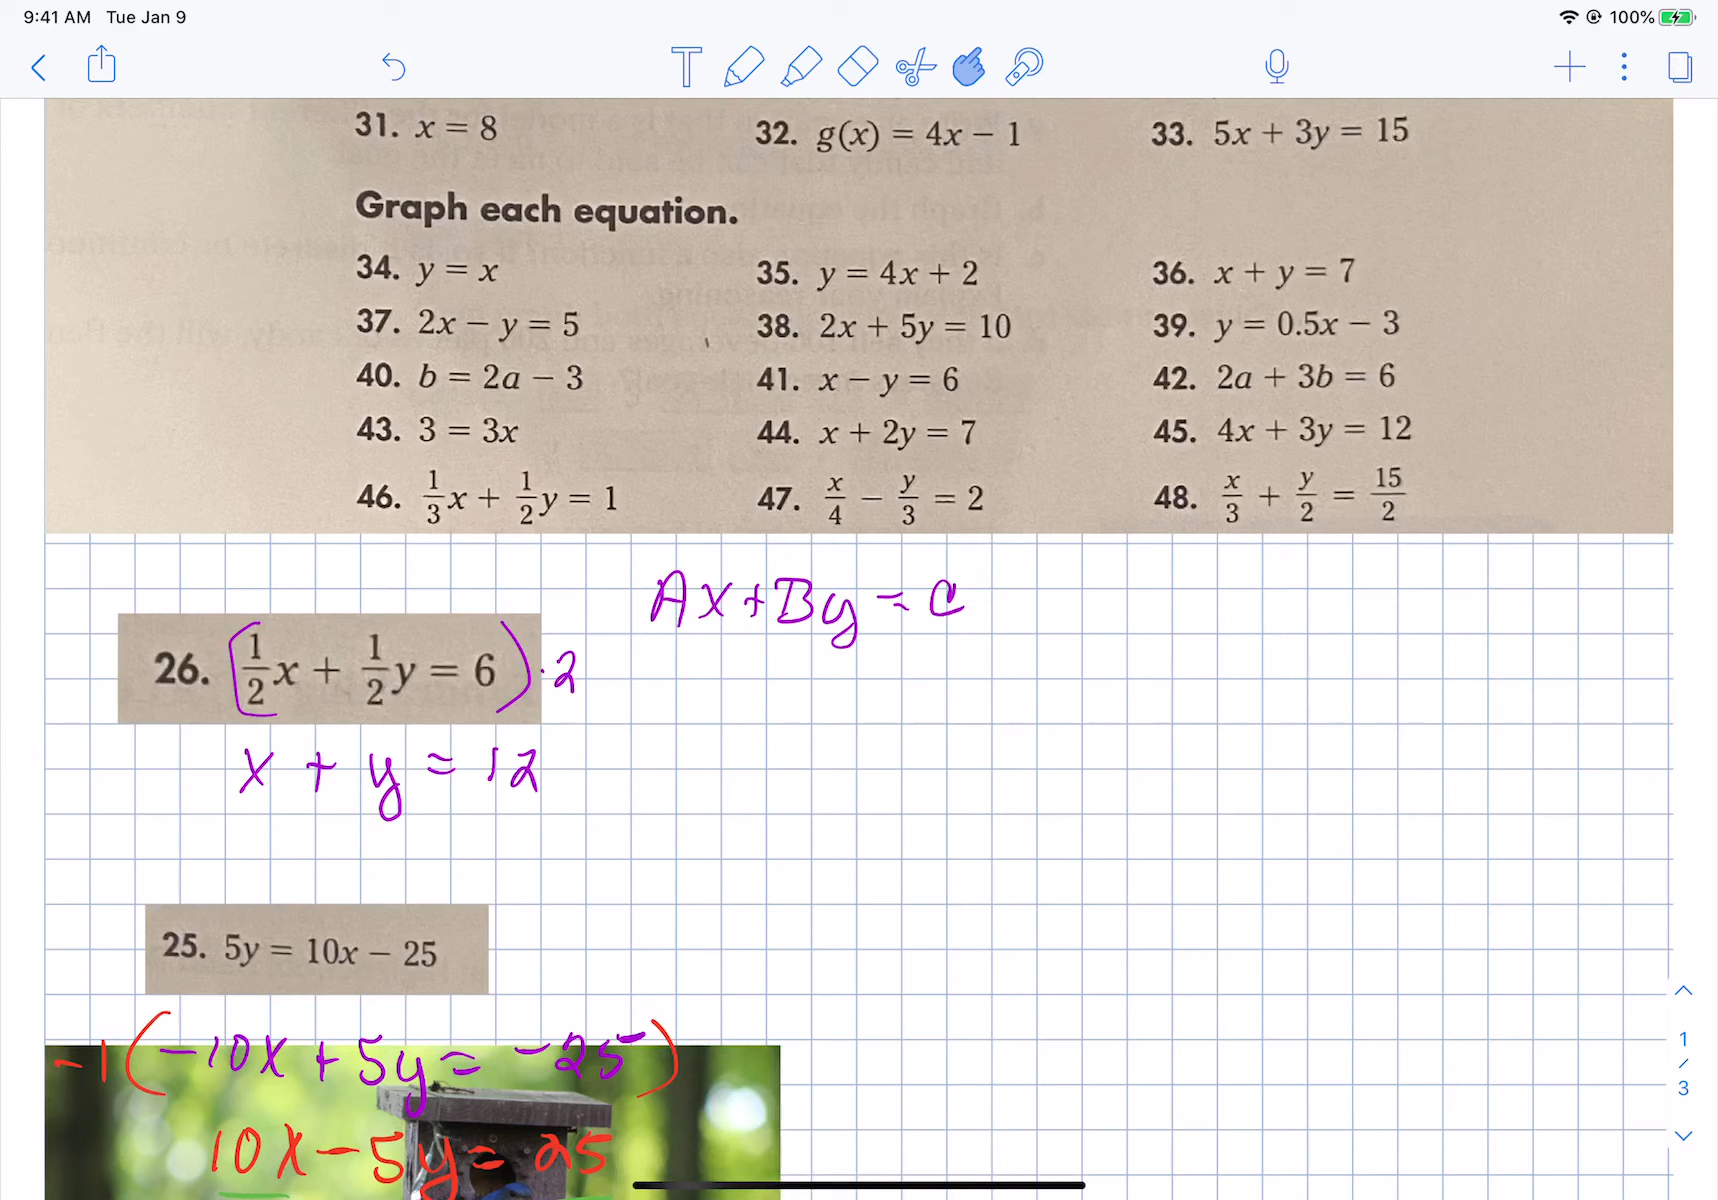 9:41 AM Tue Jan 9 100%
31. x = 8 32. g(x) = 4x − 1 33. 5x + 3y = 15
Graph each equation.
34. y = x 35. y = 4x + 2 36. x + y = 7
37. 2x − y = 5 38. 2x + 5y = 10 39. y = 0.5x − 3
40. b = 2a − 3 41. x − y = 6 42. 2a + 3b = 6
43. 3 = 3x 44. x + 2y = 7 45. 4x + 3y = 12
46. 1/3 x + 1/2 y = 1 47. x/4 − y/3 = 2 48. x/3 + y/2 = 15/2
Ax + By = C
26. (1/2 x + 1/2 y = 6) · 2
x + y = 12
25. 5y = 10x − 25
−1(−10x + 5y = −25)
10x − 5y = 25
1/3